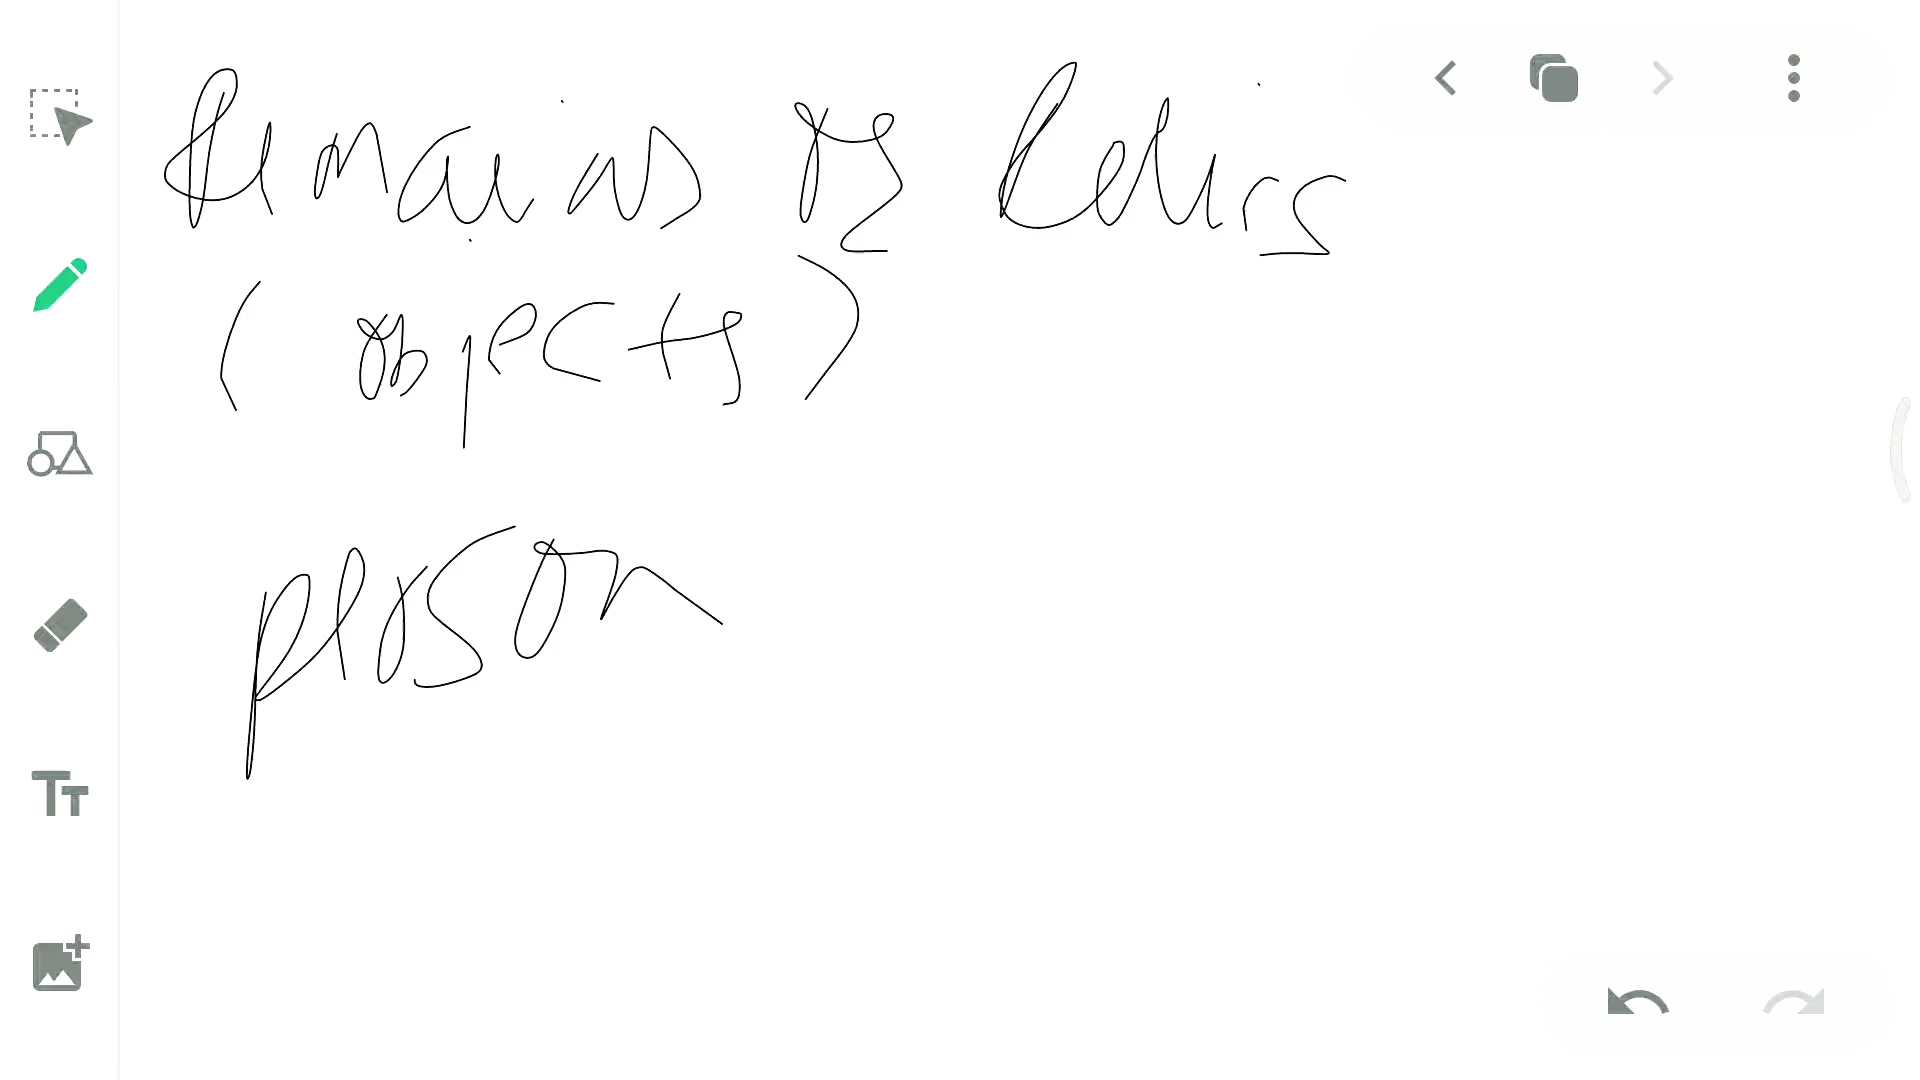 Remains of Relics
(objects)
person